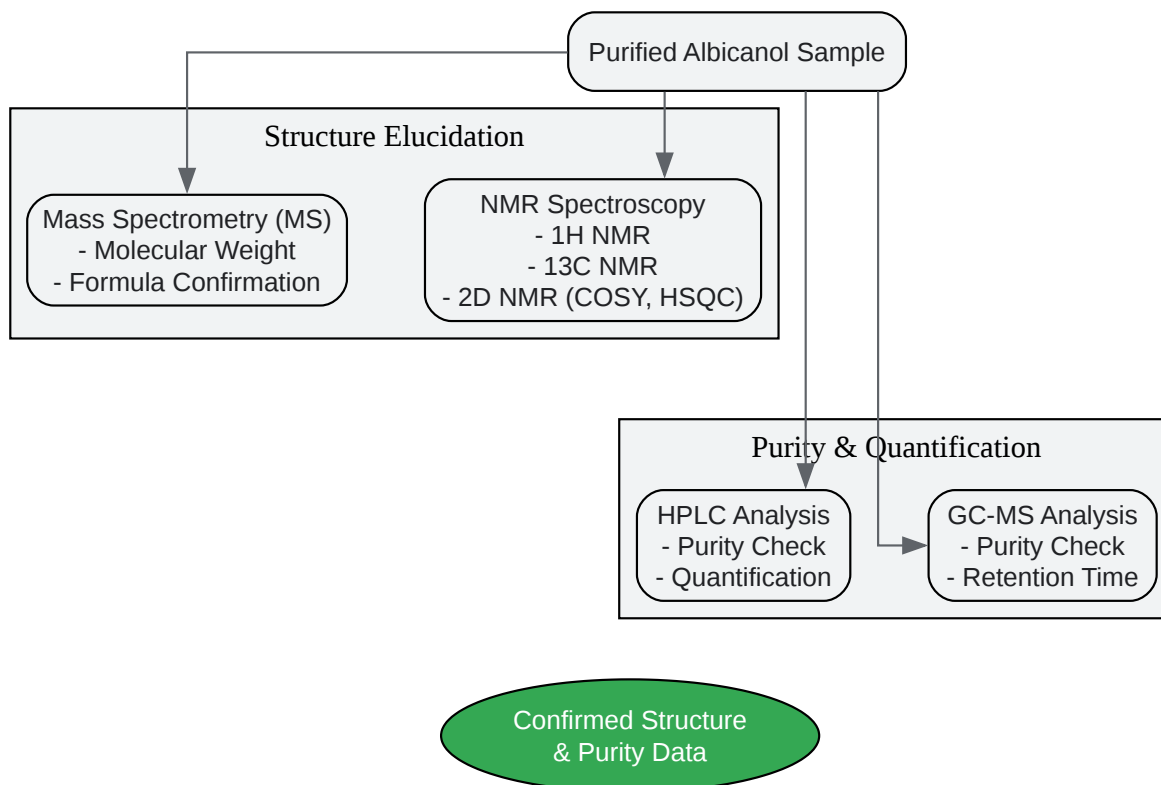 Purified Albicanol Sample
Structure Elucidation
Mass Spectrometry (MS)
- Molecular Weight
- Formula Confirmation
NMR Spectroscopy
- 1H NMR
- 13C NMR
- 2D NMR (COSY, HSQC)
Purity & Quantification
HPLC Analysis
- Purity Check
- Quantification
GC-MS Analysis
- Purity Check
- Retention Time
Confirmed Structure
& Purity Data